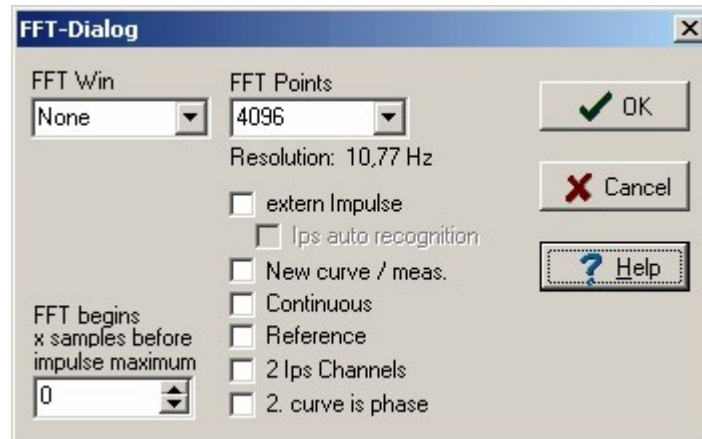 FFT-Dialog
FFT Win
None
FFT Points
4096
Resolution: 10,77 Hz
OK
Cancel
Help
extern Impulse
Ips auto recognition
New curve / meas.
Continuous
Reference
2 Ips Channels
2. curve is phase
FFT begins
x samples before
impulse maximum
0